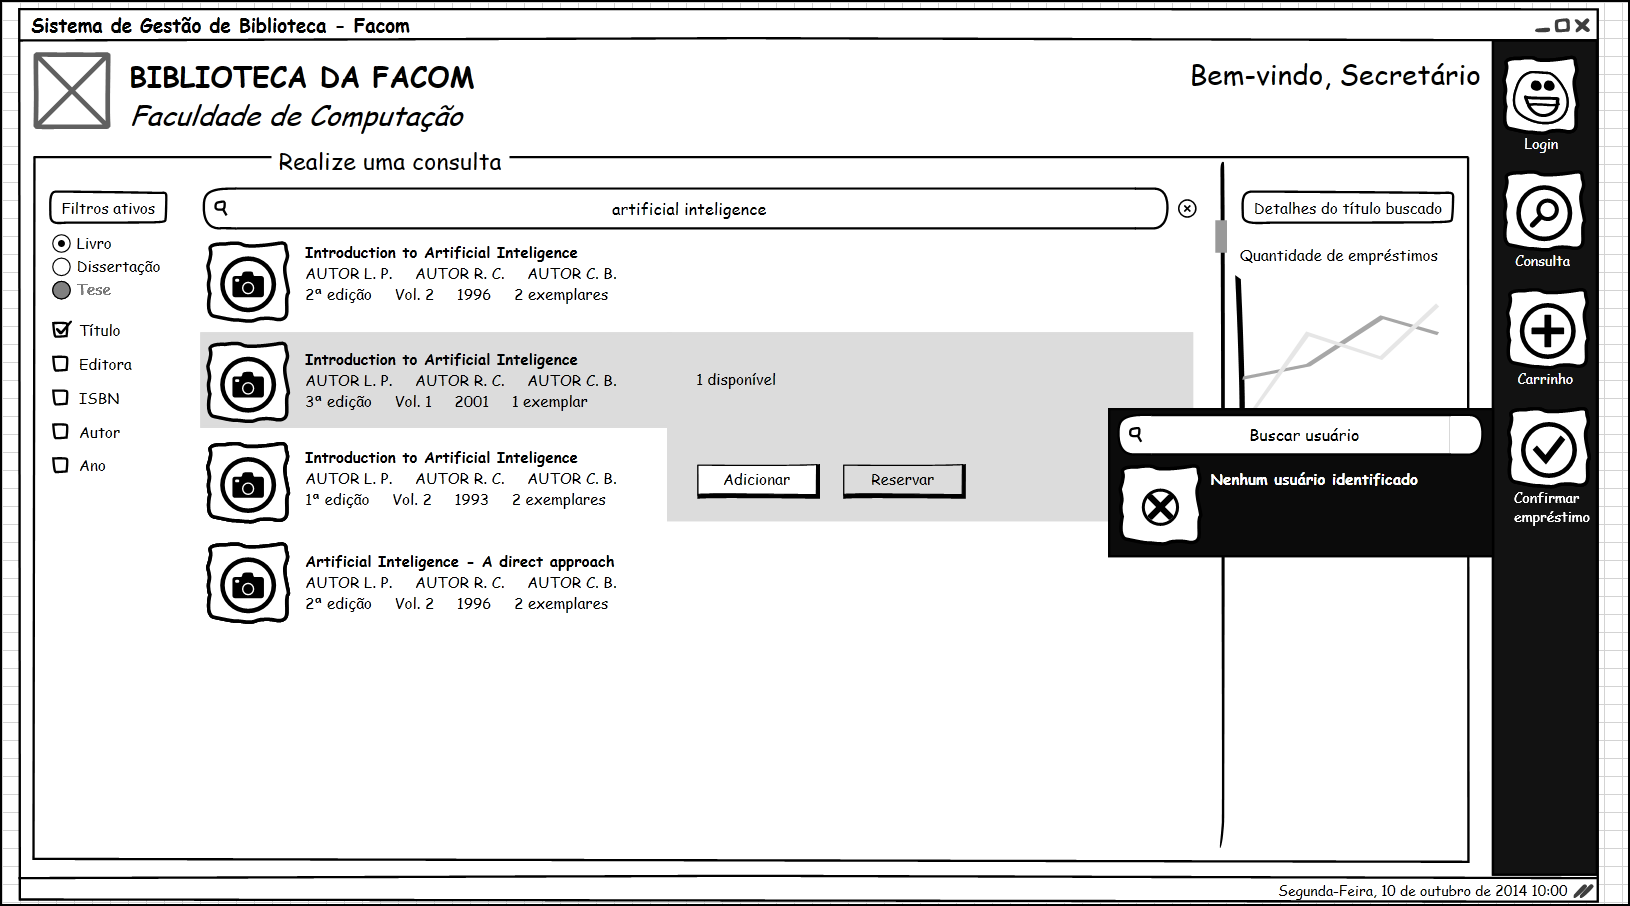 Sistema de Gestão de Biblioteca - Facom
BIBLIOTECA DA FACOM
Faculdade de Computação
Bem-vindo, Secretário
Realize uma consulta
Filtros ativos
Livro
Dissertação
Tese
Título
Editora
ISBN
Autor
Ano
artificial inteligence
Introduction to Artificial Inteligence
AUTOR L. P. AUTOR R. C. AUTOR C. B.
2ª edição Vol. 2 1996 2 exemplares
Introduction to Artificial Inteligence
AUTOR L. P. AUTOR R. C. AUTOR C. B.
3ª edição Vol. 1 2001 1 exemplar
1 disponível
Introduction to Artificial Inteligence
AUTOR L. P. AUTOR R. C. AUTOR C. B.
1ª edição Vol. 2 1993 2 exemplares
Adicionar
Reservar
Artificial Inteligence - A direct approach
AUTOR L. P. AUTOR R. C. AUTOR C. B.
2ª edição Vol. 2 1996 2 exemplares
Detalhes do título buscado
Quantidade de empréstimos
Buscar usuário
Nenhum usuário identificado
Login
Consulta
Carrinho
Confirmar
empréstimo
Segunda-Feira, 10 de outubro de 2014 10:00